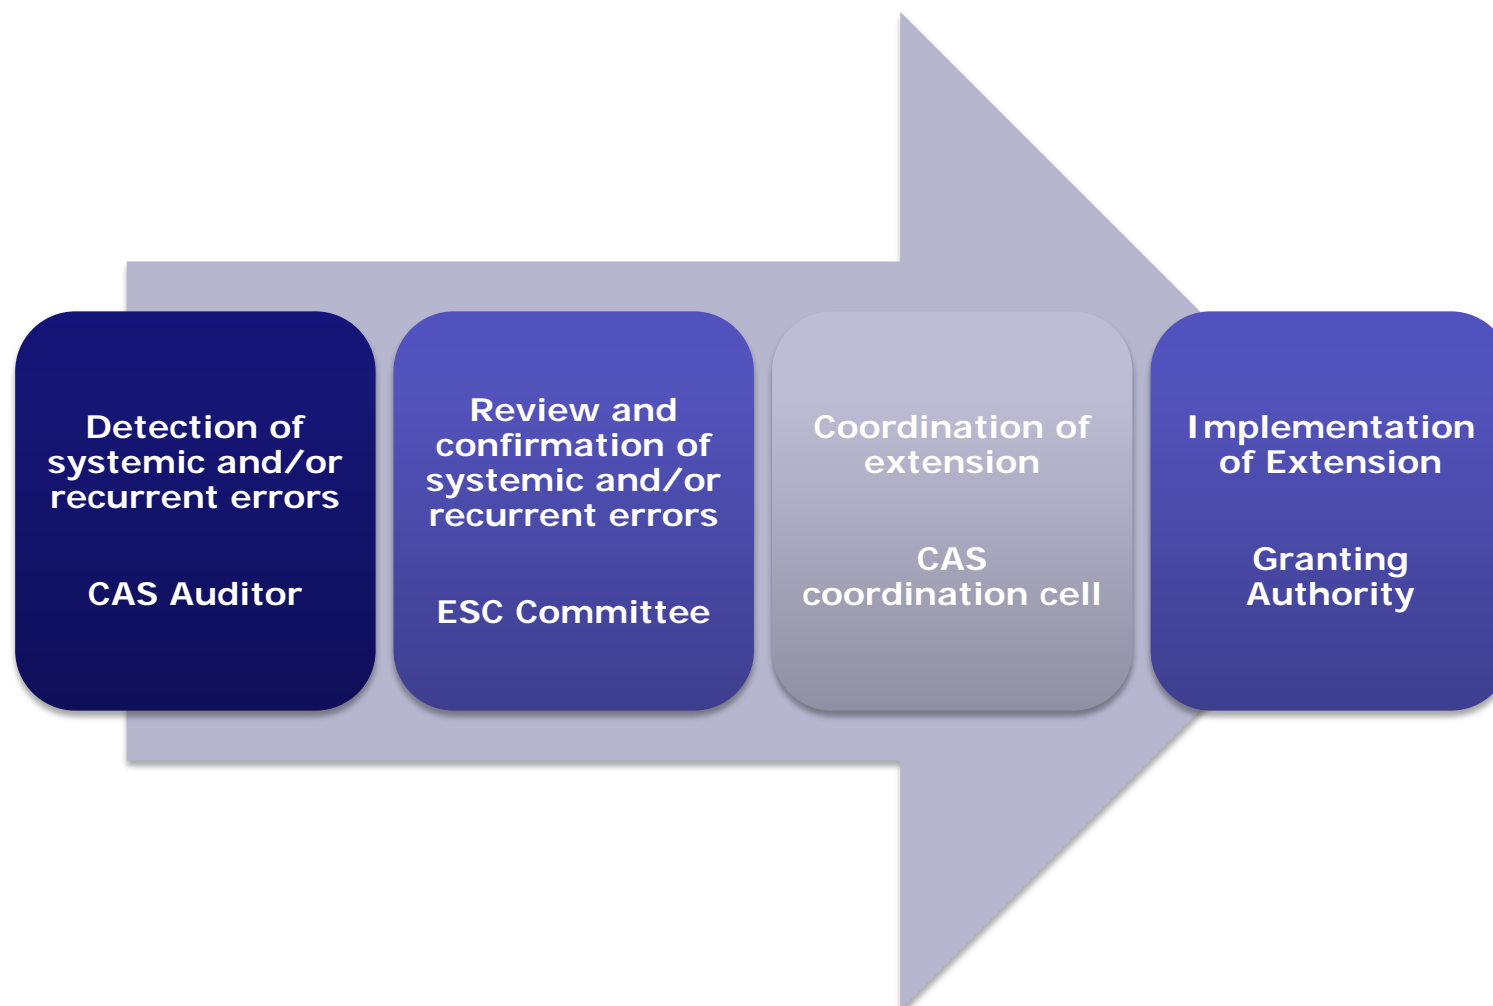 Detection of
systemic and/or
recurrent errors
CAS Auditor
Review and
confirmation of
systemic and/or
recurrent errors
ESC Committee
Coordination of
extension
CAS
coordination cell
Implementation
of Extension
Granting
Authority